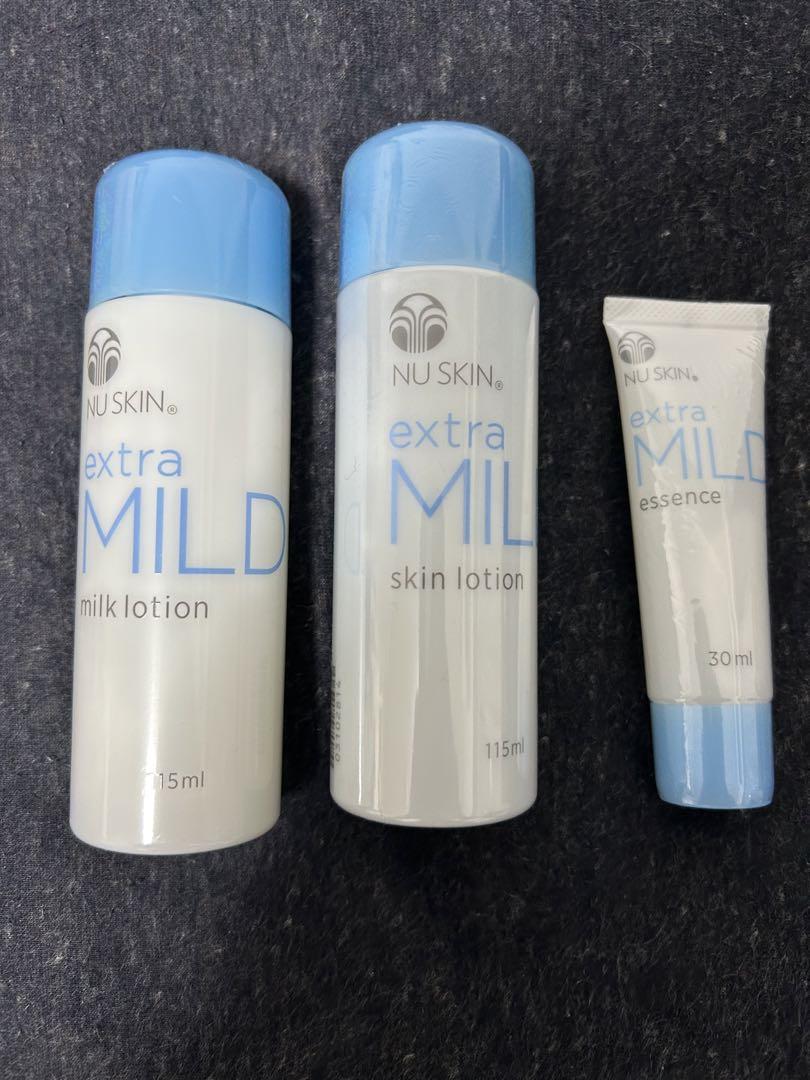 NU SKIN®
extra
MILD
milk lotion
115ml
NU SKIN®
extra
MIL
skin lotion
115ml
03102814
NU SKIN®
extra
MILD
essence
30ml